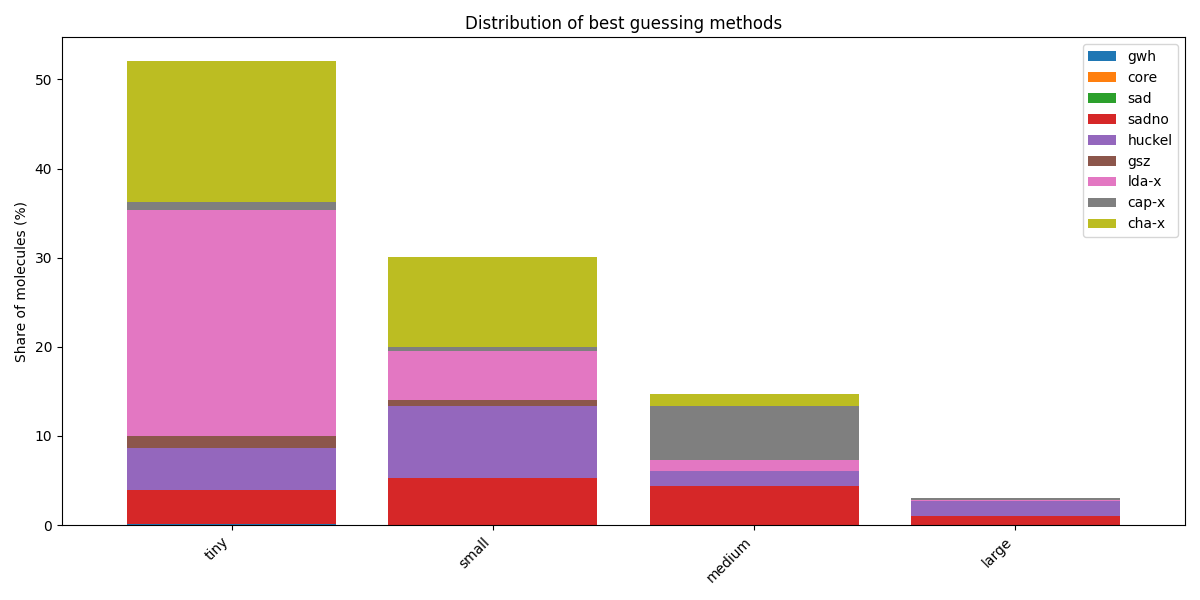 Distribution of best guessing methods
Share of molecules (%)
50
40
30
20
10
0
tiny
small
medium
large
gwh
core
sad
sadno
huckel
gsz
lda-x
cap-x
cha-x